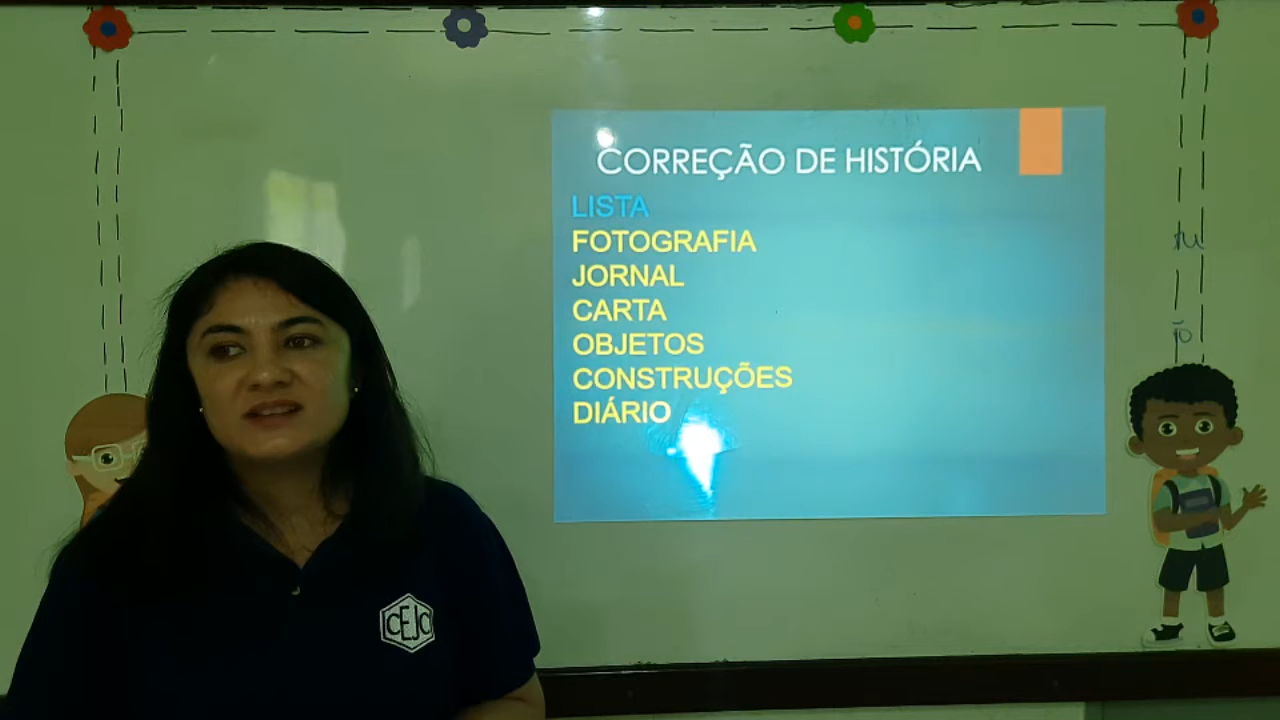 CORREÇÃO DE HISTÓRIA
LISTA
FOTOGRAFIA
JORNAL
CARTA
OBJETOS
CONSTRUÇÕES
DIÁRIO
CEJC